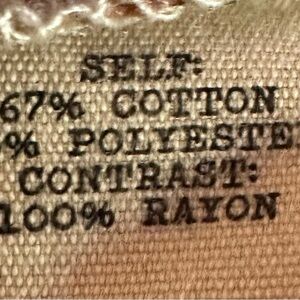 SELF:
67% COTTON
% POLYESTE
CONTRAST:
100% RAYON